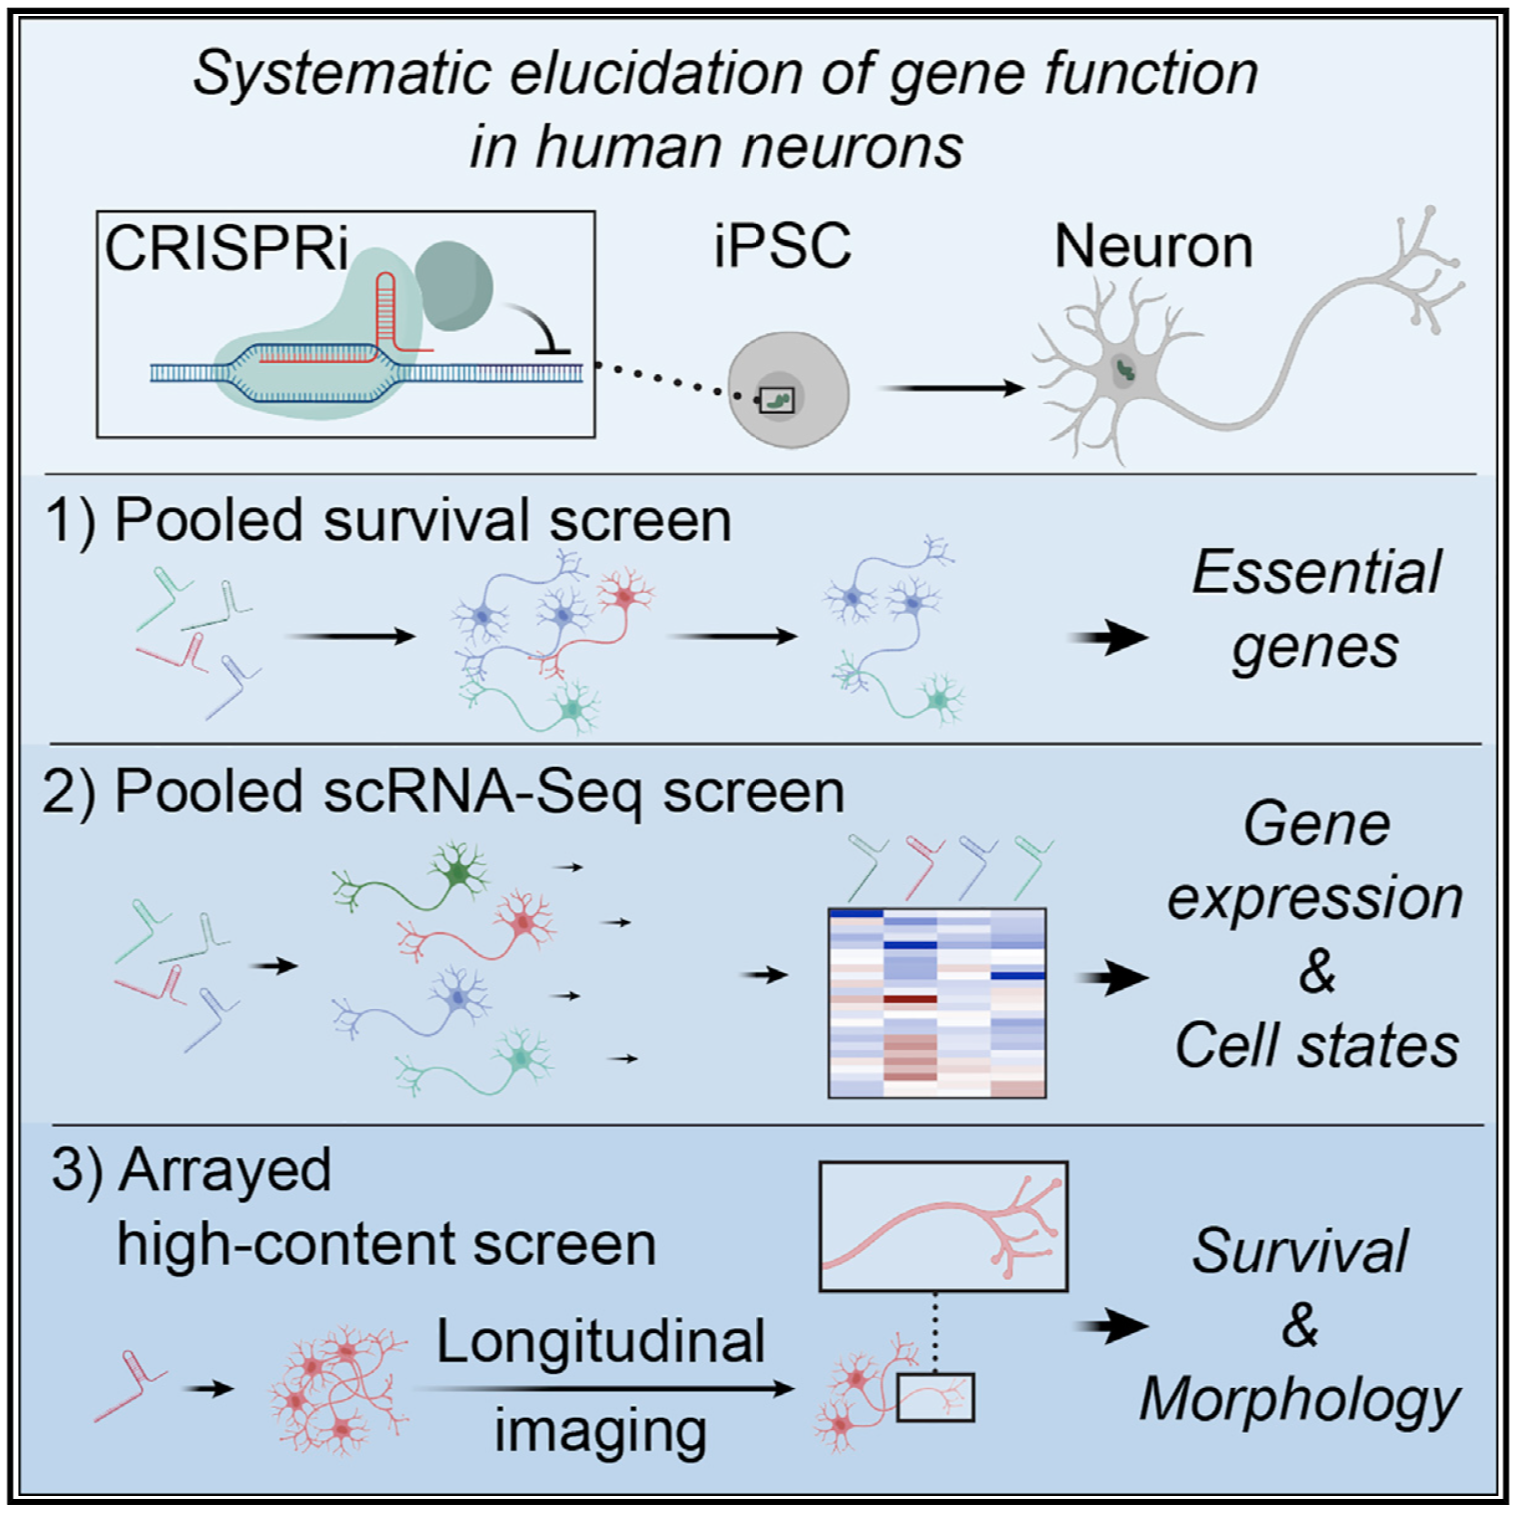 Systematic elucidation of gene function
in human neurons
CRISPRi
iPSC
Neuron
1) Pooled survival screen
Essential
genes
2) Pooled scRNA-Seq screen
Gene
expression
&
Cell states
3) Arrayed
high-content screen
Longitudinal
imaging
Survival
&
Morphology